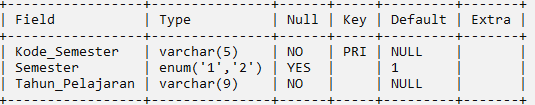 +----------------+---------------+------+-----+---------+-------+
| Field          | Type          | Null | Key | Default | Extra |
+----------------+---------------+------+-----+---------+-------+
| Kode_Semester  | varchar(5)    | NO   | PRI | NULL    |       |
| Semester       | enum('1','2') | YES  |     | 1       |       |
| Tahun_Pelajaran | varchar(9)    | NO   |     | NULL    |       |
+----------------+---------------+------+-----+---------+-------+